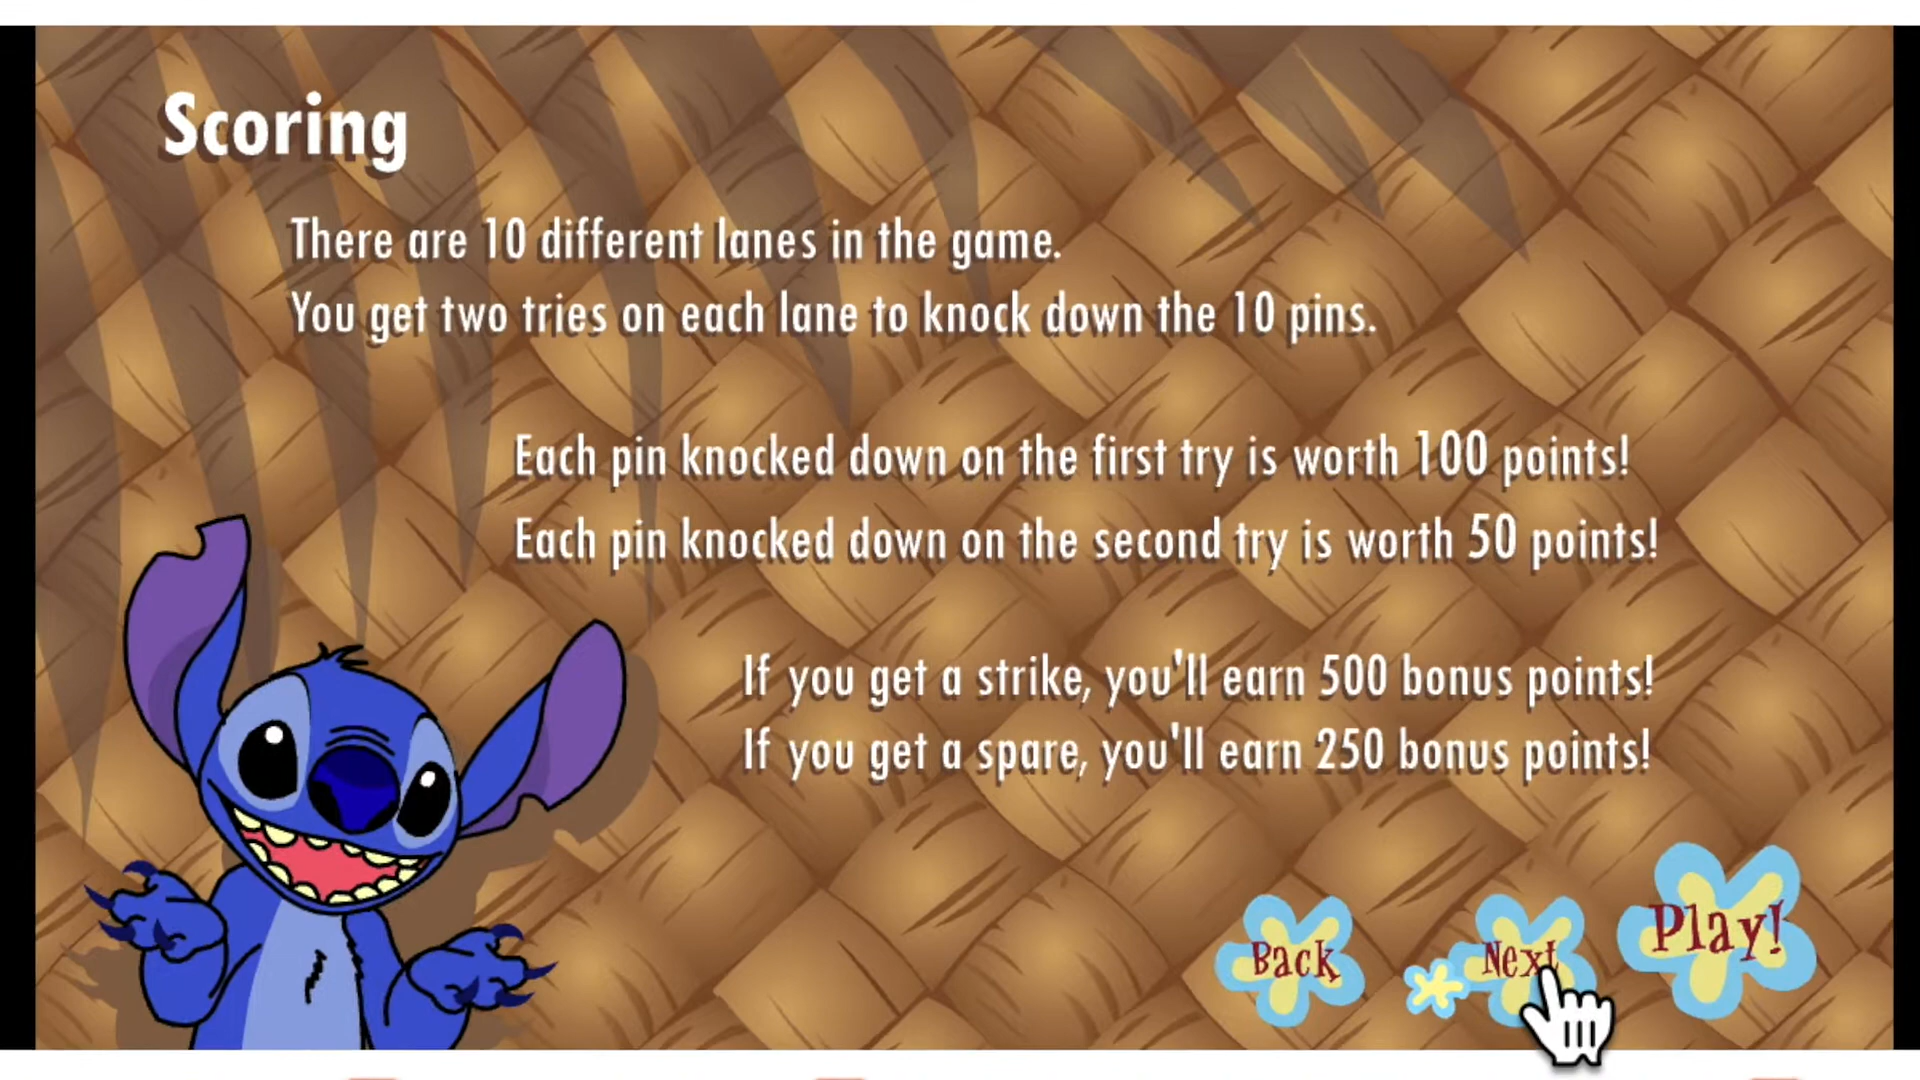 Scoring
There are 10 different lanes in the game.
You get two tries on each lane to knock down the 10 pins.
Each pin knocked down on the first try is worth 100 points!
Each pin knocked down on the second try is worth 50 points!
If you get a strike, you'll earn 500 bonus points!
If you get a spare, you'll earn 250 bonus points!
Back
Next
Play!